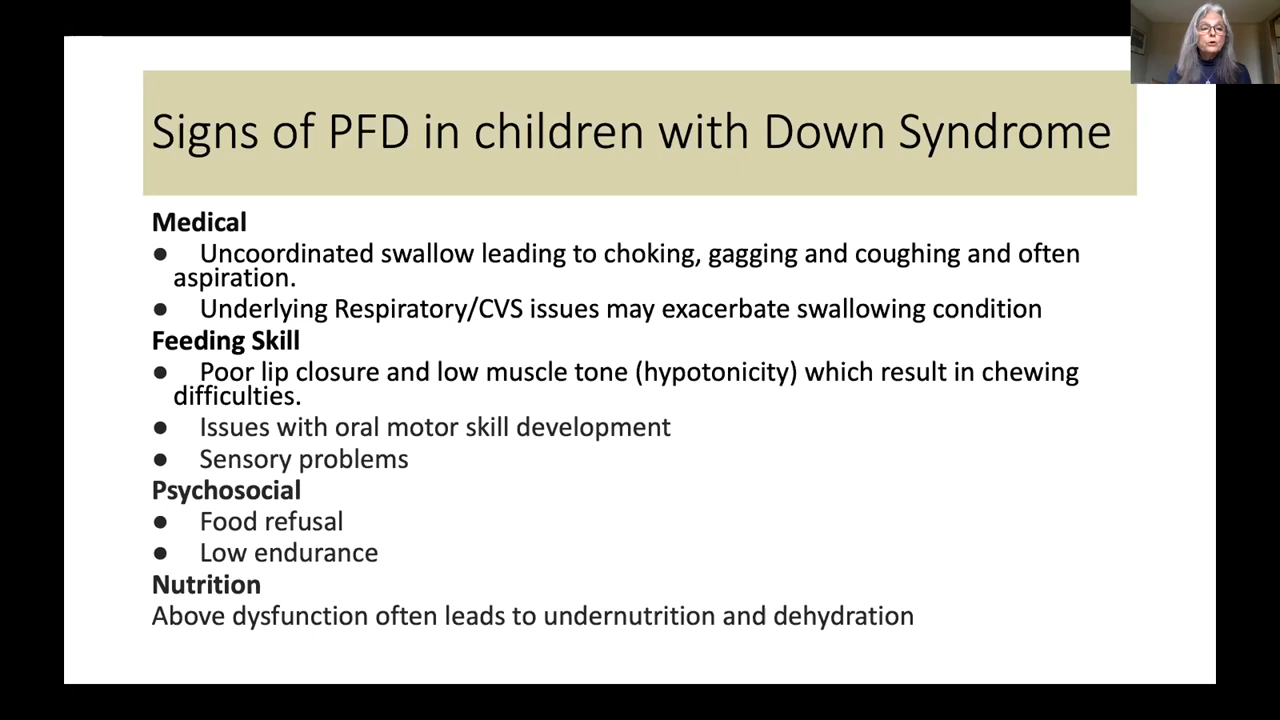 Signs of PFD in children with Down Syndrome
Medical
● Uncoordinated swallow leading to choking, gagging and coughing and often
aspiration.
● Underlying Respiratory/CVS issues may exacerbate swallowing condition
Feeding Skill
● Poor lip closure and low muscle tone (hypotonicity) which result in chewing
difficulties.
● Issues with oral motor skill development
● Sensory problems
Psychosocial
● Food refusal
● Low endurance
Nutrition
Above dysfunction often leads to undernutrition and dehydration